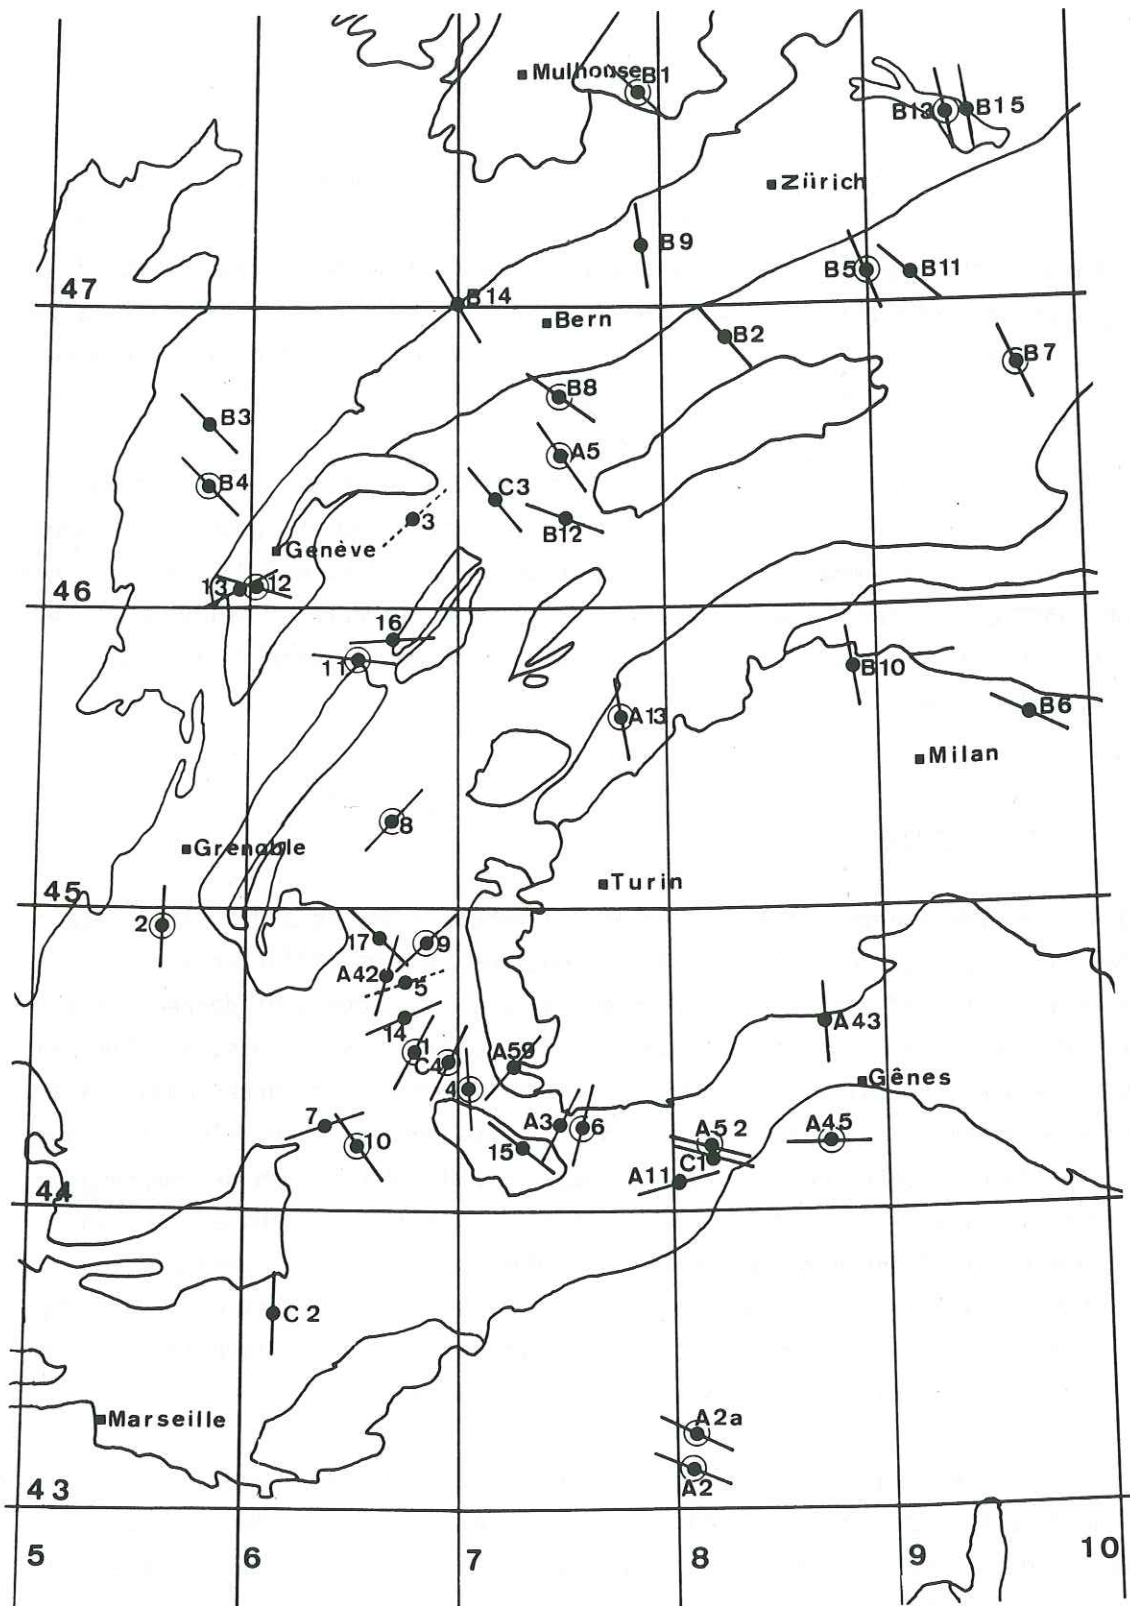 Mulhouse B1
B13 B15
Zürich
B9
B5 B11
47
B14
Bern
B2
B7
B8
B3
A5
B4
C3
3
B12
Genève
13 12
46
16
11
B10
A13
B6
Milan
8
Grenoble
Turin
45
2
17 9
A42
5
A43
14
1
C4 A59
Gênes
4
7
10
A3 6
A52 A45
15
C1
A11
44
C2
A2a
Marseille
43
A2
5 6 7 8 9 10